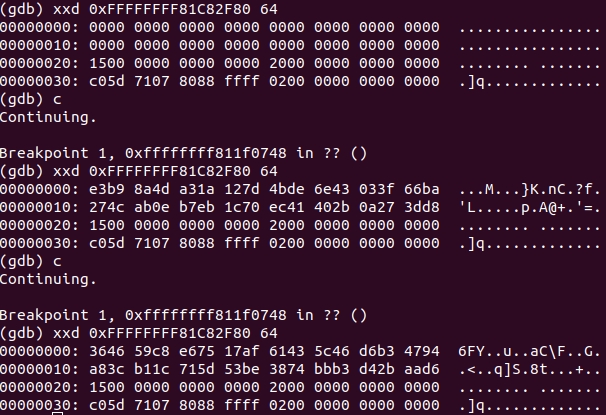 (gdb) xxd 0xFFFFFFFF81C82F80 64
00000000: 0000 0000 0000 0000 0000 0000 0000 0000  ................
00000010: 0000 0000 0000 0000 0000 0000 0000 0000  ................
00000020: 1500 0000 0000 0000 2000 0000 0000 0000  ........ .......
00000030: c05d 7107 8088 ffff 0200 0000 0000 0000  .]q.............
(gdb) c
Continuing.

Breakpoint 1, 0xffffffff811f0748 in ?? ()
(gdb) xxd 0xFFFFFFFF81C82F80 64
00000000: e3b9 8a4d a31a 127d 4bde 6e43 033f 66ba  ...M...}K.nC.?f.
00000010: 274c ab0e b7eb 1c70 ec41 402b 0a27 3dd8  'L.....p.A@+.'=.
00000020: 1500 0000 0000 0000 2000 0000 0000 0000  ........ .......
00000030: c05d 7107 8088 ffff 0200 0000 0000 0000  .]q.............
(gdb) c
Continuing.

Breakpoint 1, 0xffffffff811f0748 in ?? ()
(gdb) xxd 0xFFFFFFFF81C82F80 64
00000000: 3646 59c8 e675 17af 6143 5c46 d6b3 4794  6FY..u..aC\F..G.
00000010: a83c b11c 715d 53be 3874 bbb3 d42b aad6  .<..q]S.8t...+..
00000020: 1500 0000 0000 0000 2000 0000 0000 0000  ........ .......
00000030: c05d 7107 8088 ffff 0200 0000 0000 0000  .]q.............